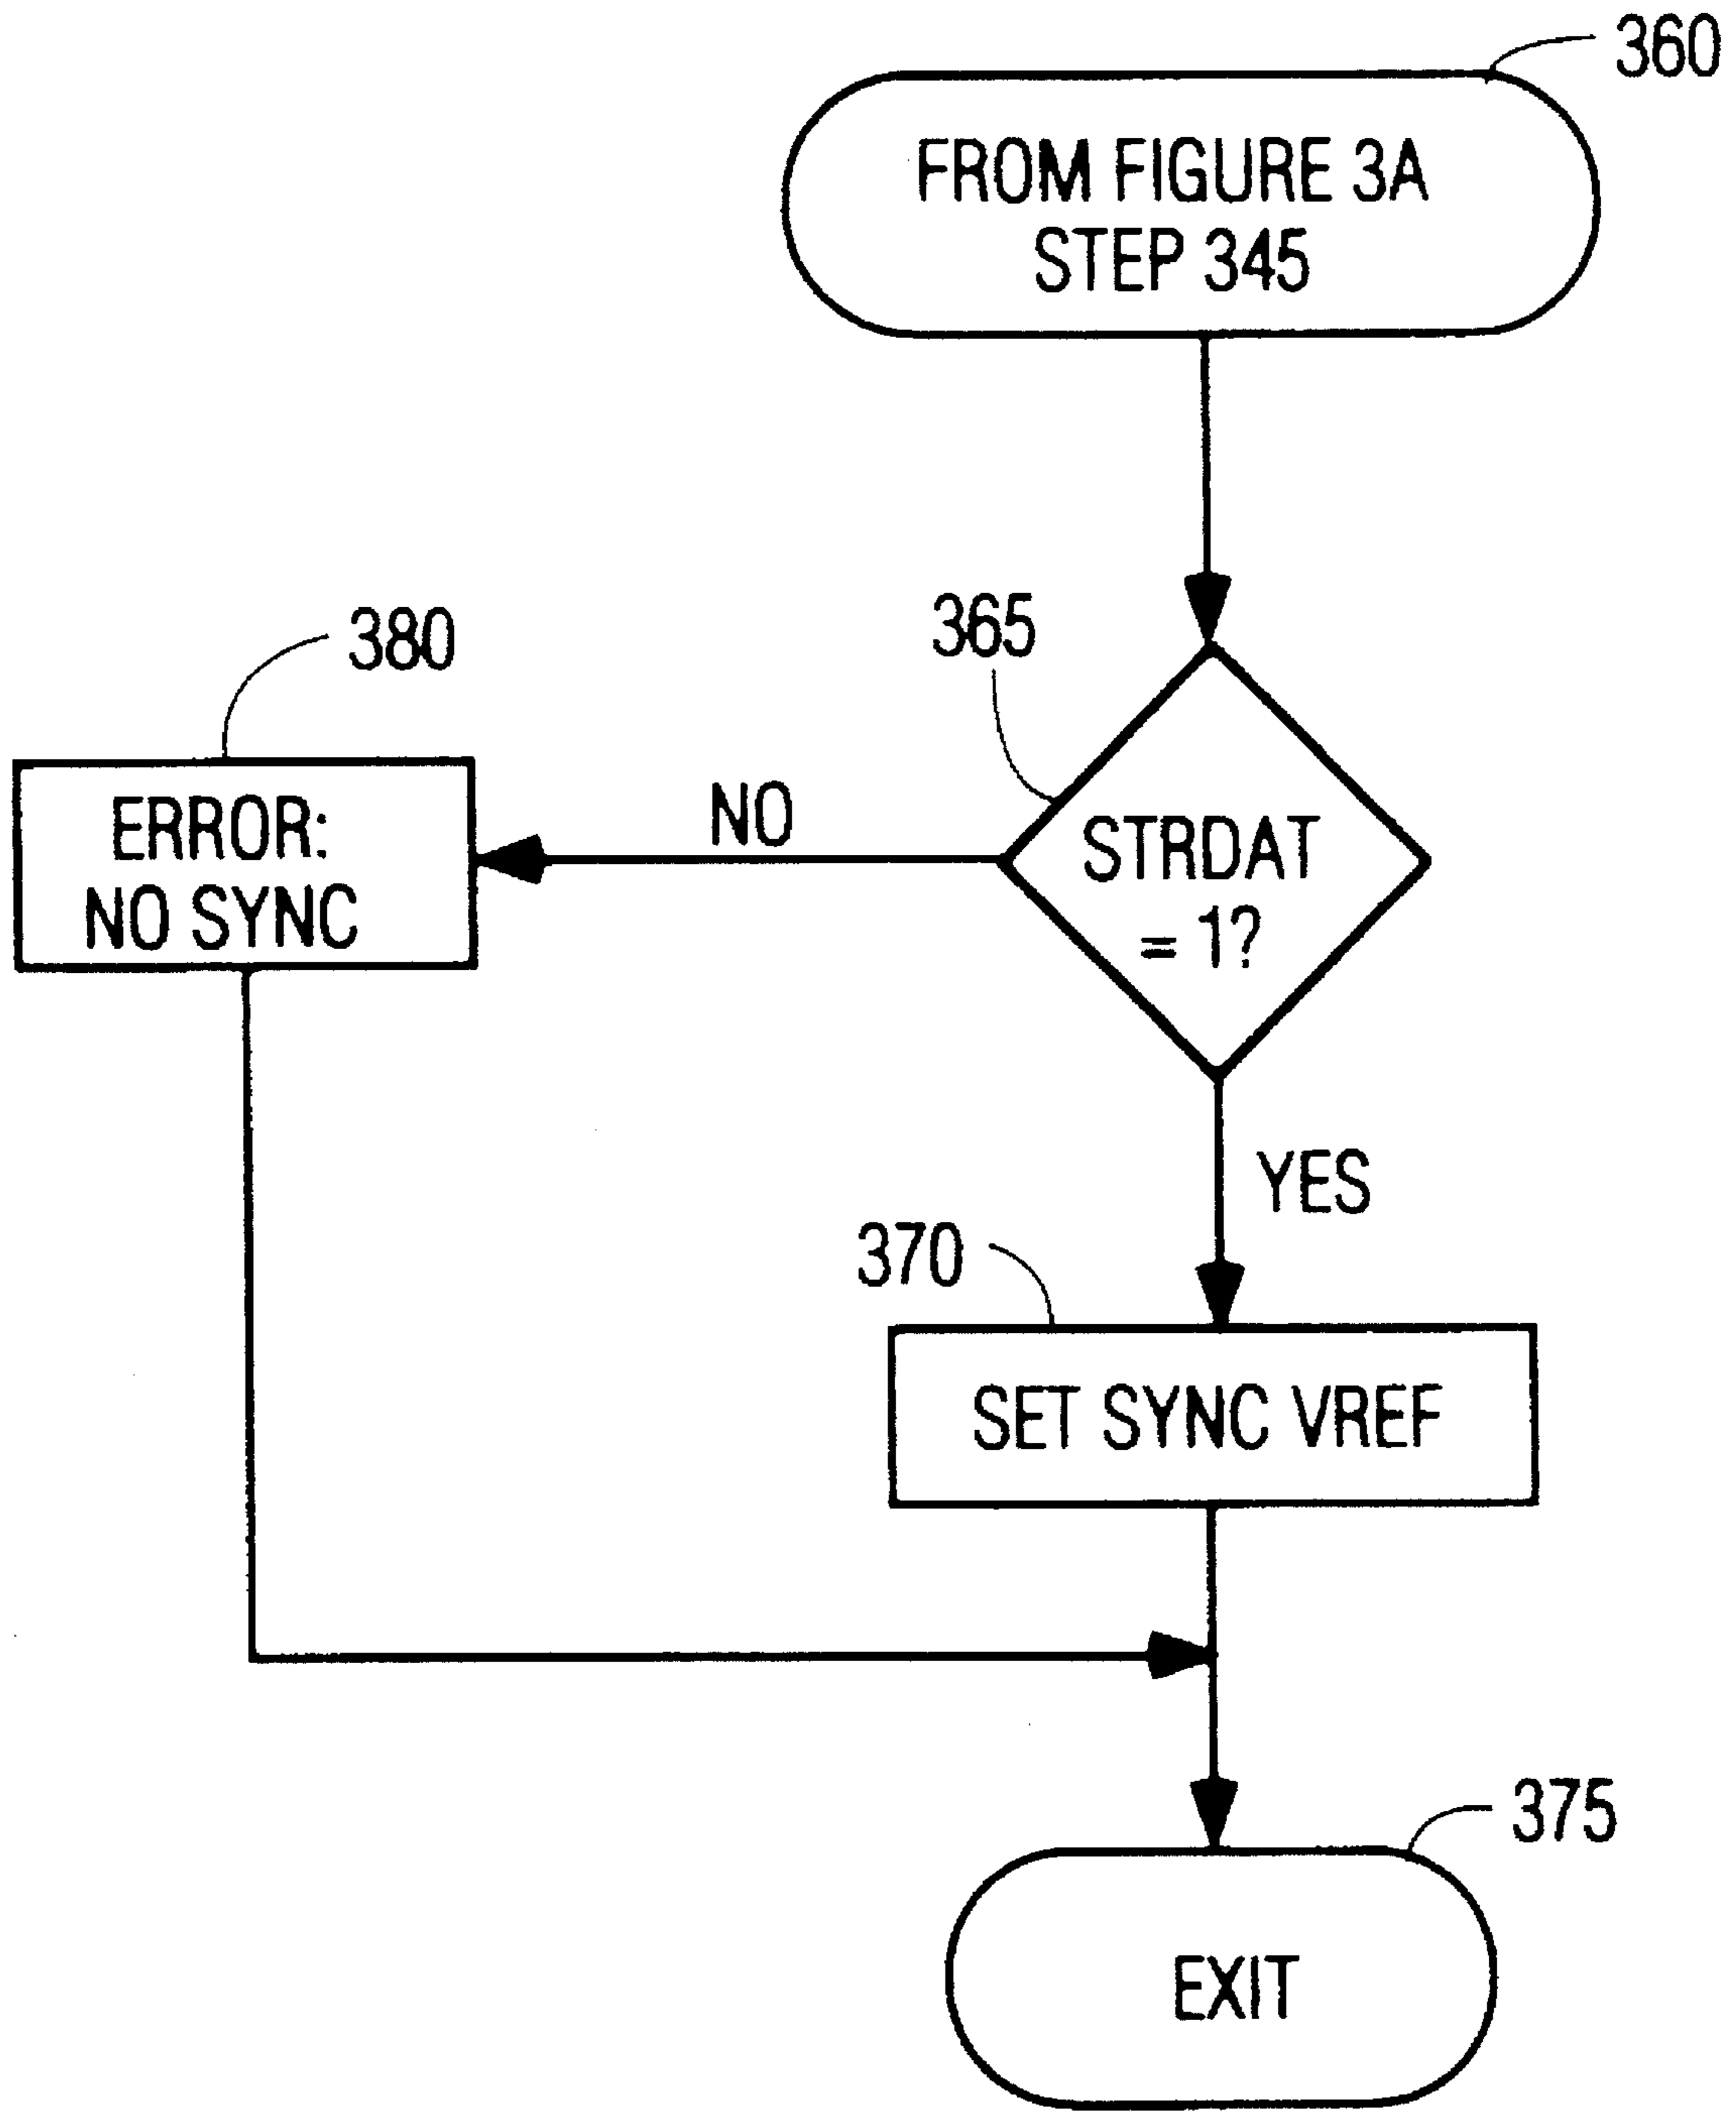 360
FROM FIGURE 3A
STEP 345
365
380
STRDAT
= 1?
NO
ERROR:
NO SYNC
YES
370
SET SYNC VREF
375
EXIT